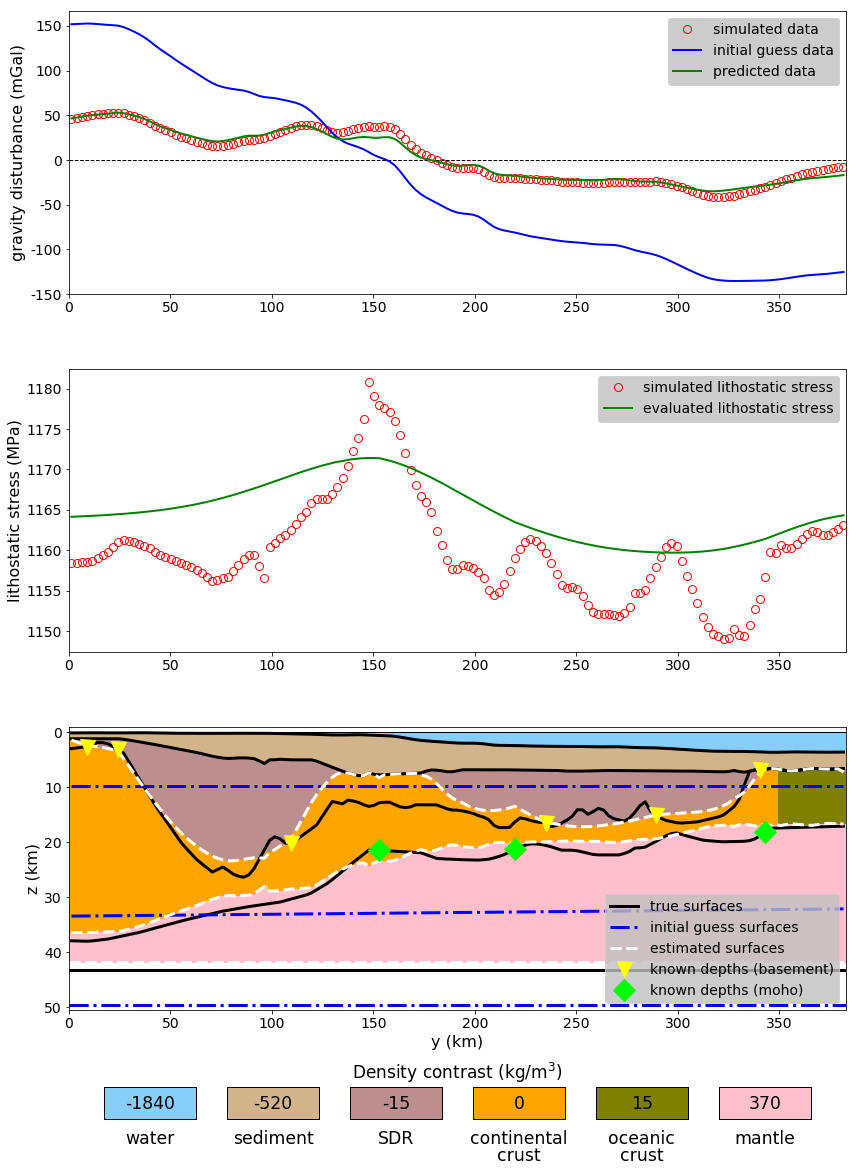 150
100
50
0
-50
-100
-150
gravity disturbance (mGal)
simulated data
initial guess data
predicted data
0 50 100 150 200 250 300 350
1180
1175
1170
1165
1160
1155
1150
lithostatic stress (MPa)
simulated lithostatic stress
evaluated lithostatic stress
0 50 100 150 200 250 300 350
0
10
20
30
40
50
z (km)
true surfaces
initial guess surfaces
estimated surfaces
known depths (basement)
known depths (moho)
0 50 100 150 200 250 300 350
y (km)
Density contrast (kg/m³)
-1840 -520 -15 0 15 370
water sediment SDR continental oceanic mantle
crust crust